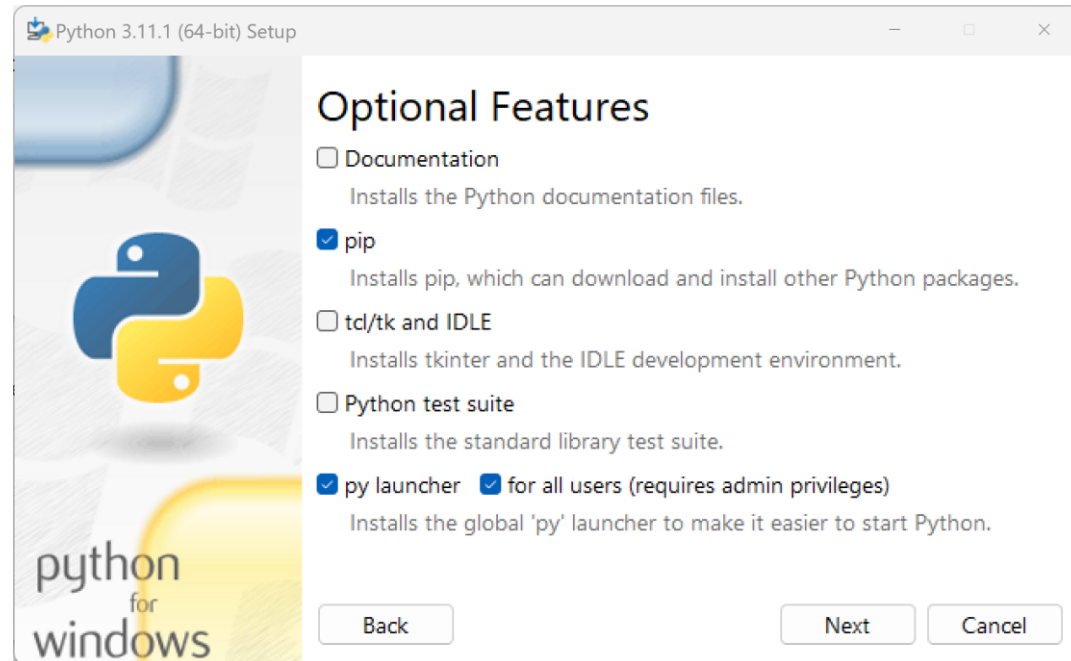 Python 3.11.1 (64-bit) Setup
Optional Features
Documentation
Installs the Python documentation files.
pip
Installs pip, which can download and install other Python packages.
tcl/tk and IDLE
Installs tkinter and the IDLE development environment.
Python test suite
Installs the standard library test suite.
py launcher for all users (requires admin privileges)
Installs the global 'py' launcher to make it easier to start Python.
python
for
windows
Back Next Cancel